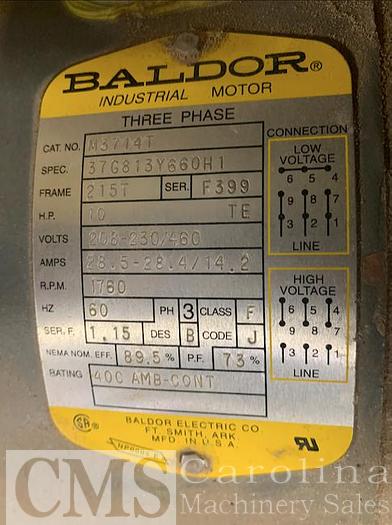 BALDOR®
INDUSTRIAL MOTOR
THREE PHASE
CAT. NO. M3714T
SPEC. 37G813Y660H1
FRAME 215T SER. F399
H.P. 10 TE
VOLTS 208-230/460
AMPS 28.5-28.4/14.2
R.P.M. 1760
HZ 60 PH 3 CLASS F
SER. F. 1.15 DES B CODE J
NEMA NOM. EFF. 89.5 % P.F. 73 %
RATING 40C AMB-CONT
CONNECTION
LOW
VOLTAGE
6 5 4
9 8 7
3 2 1
LINE
HIGH
VOLTAGE
6 5 4
9 8 7
3 2 1
LINE
BALDOR ELECTRIC CO.
FT. SMITH, ARK.
MFD. IN U.S.A.
CMS Carolina
Machinery Sales